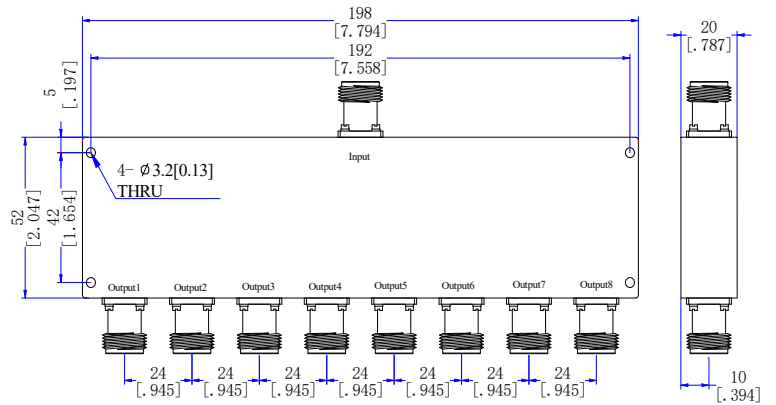 198
[7.794]
192
[7.558]
20
[.787]
5
[.197]
Input
4- Ø3.2[0.13]
THRU
52
[2.047]
42
[1.654]
Output1 Output2 Output3 Output4 Output5 Output6 Output7 Output8
24 24 24 24 24 24 24
[.945] [.945] [.945] [.945] [.945] [.945] [.945]
10
[.394]